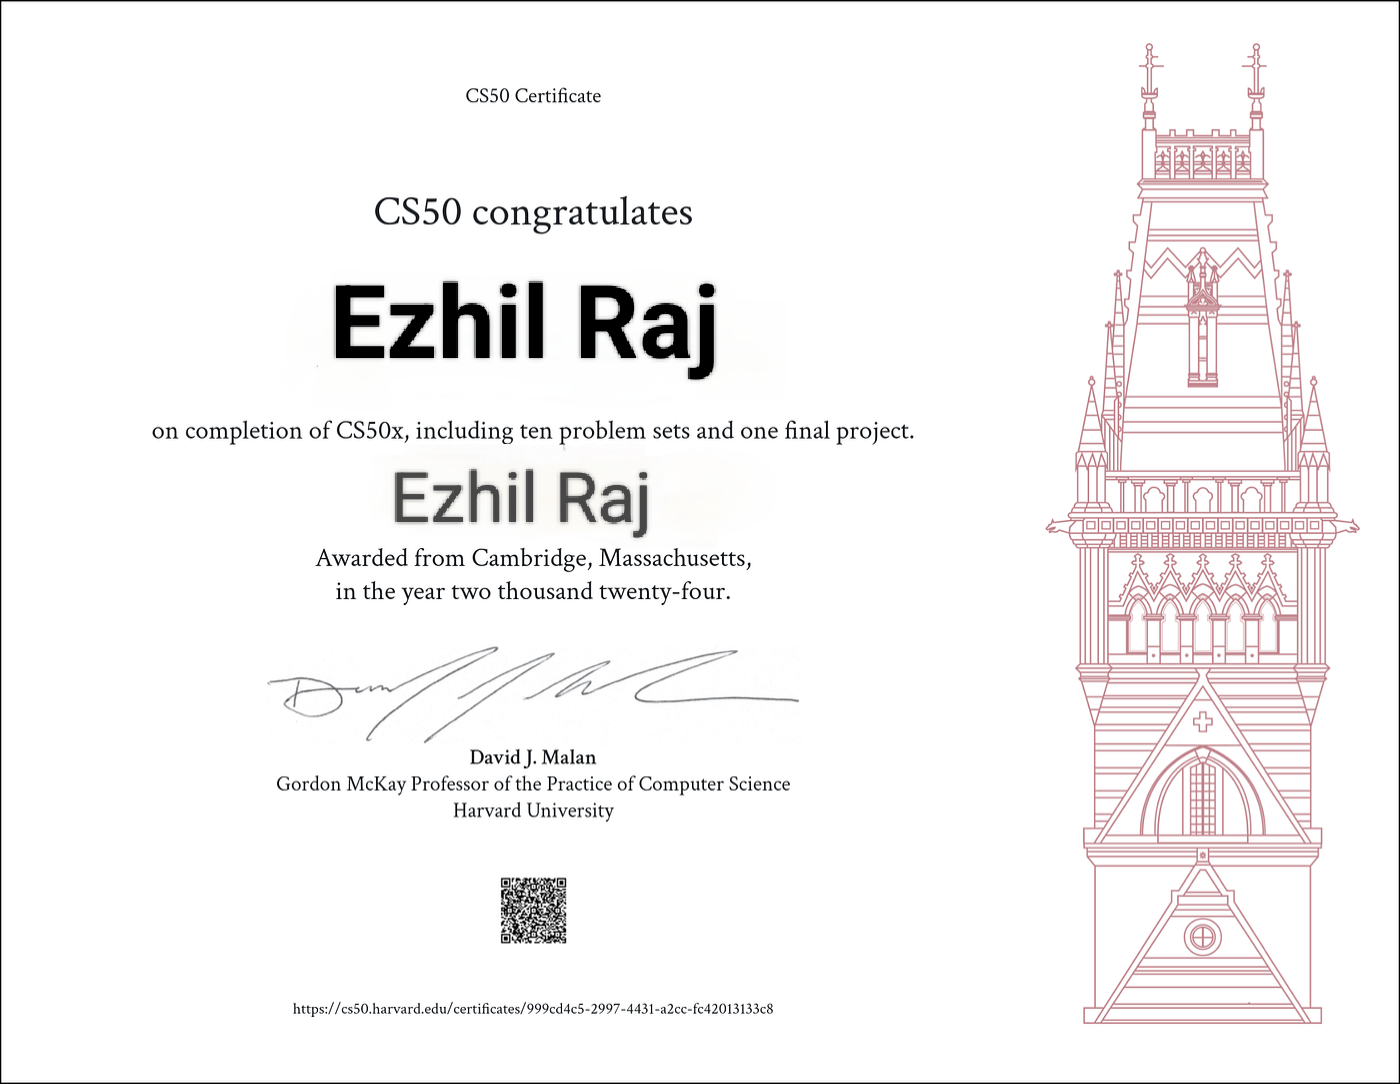 CS50 Certificate
CS50 congratulates
Ezhil Raj
on completion of CS50x, including ten problem sets and one final project.
Ezhil Raj
Awarded from Cambridge, Massachusetts,
in the year two thousand twenty-four.
David J. Malan
David J. Malan
Gordon McKay Professor of the Practice of Computer Science
Harvard University
https://cs50.harvard.edu/certificates/999cd4c5-2997-4431-a2cc-fc42013133c8